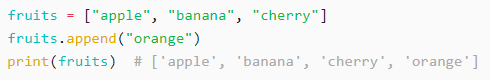 fruits = ["apple", "banana", "cherry"]
fruits.append("orange")
print(fruits)  # ['apple', 'banana', 'cherry', 'orange']